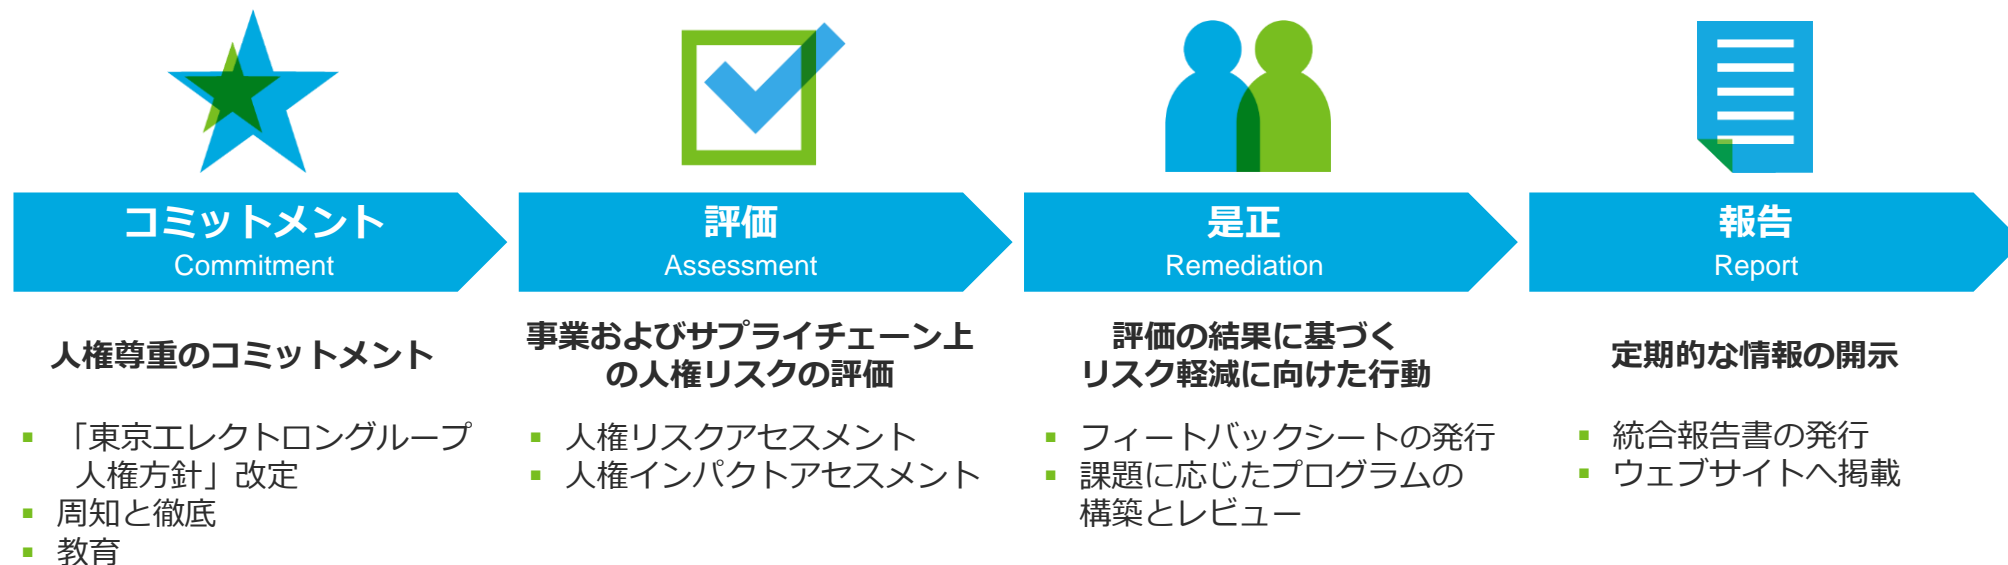 コミットメント
Commitment
人権尊重のコミットメント
▪ 「東京エレクトロングループ
人権方針」改定
▪ 周知と徹底
▪ 教育
評価
Assessment
事業およびサプライチェーン上
の人権リスクの評価
▪ 人権リスクアセスメント
▪ 人権インパクトアセスメント
是正
Remediation
評価の結果に基づく
リスク軽減に向けた行動
▪ フィートバックシートの発行
▪ 課題に応じたプログラムの
構築とレビュー
報告
Report
定期的な情報の開示
▪ 統合報告書の発行
▪ ウェブサイトへ掲載